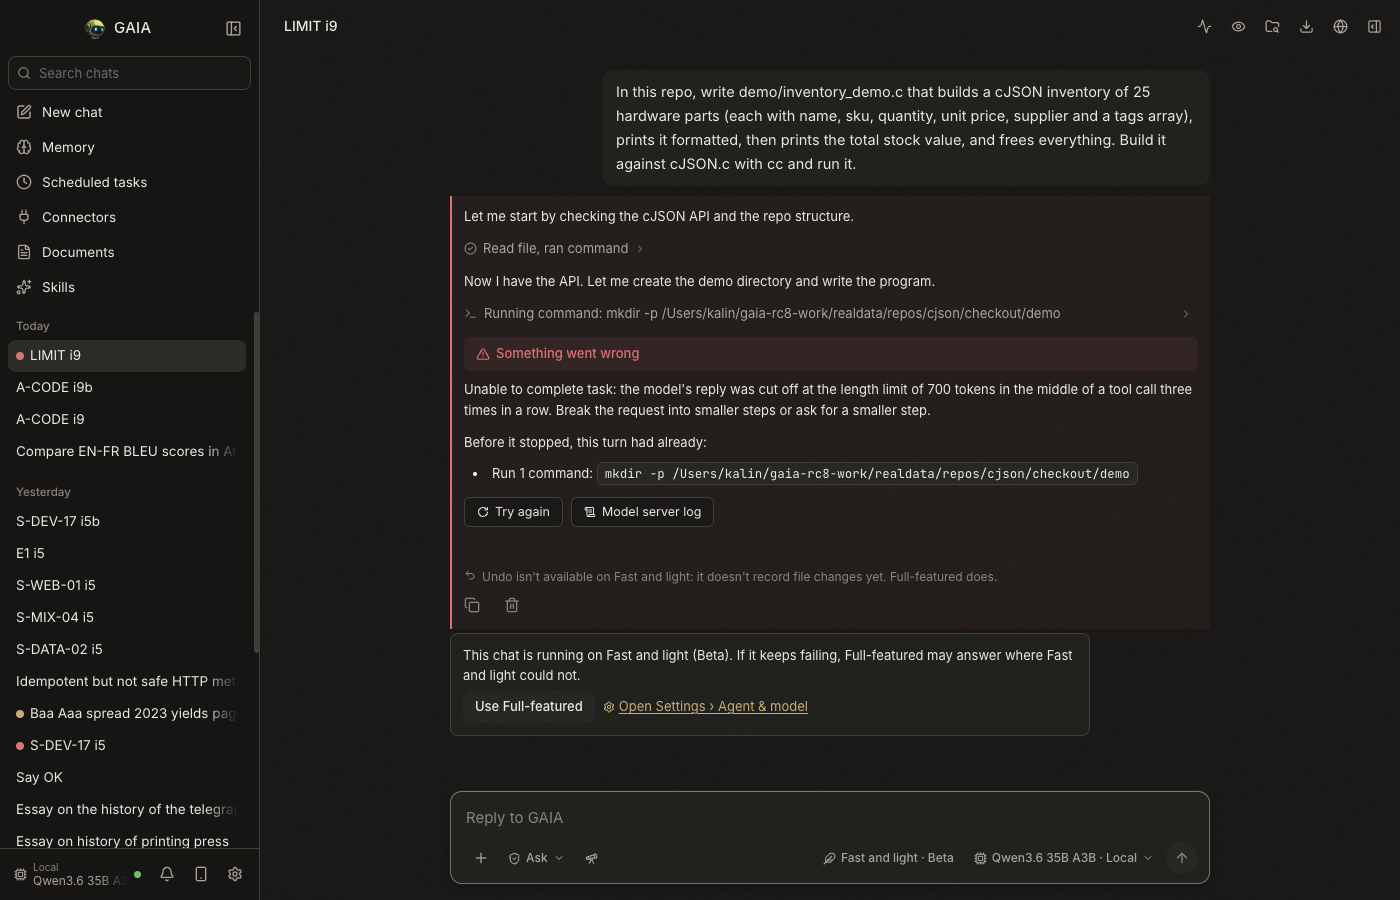 GAIA
LIMIT i9
Search chats
New chat
Memory
Scheduled tasks
Connectors
Documents
Skills
Today
LIMIT i9
A-CODE i9b
A-CODE i9
Compare EN-FR BLEU scores in
Yesterday
S-DEV-17 i5b
E1 i5
S-WEB-01 i5
S-MIX-04 i5
S-DATA-02 i5
Idempotent but not safe HTTP met
Baa Aaa spread 2023 yields pag
S-DEV-17 i5
Say OK
Essay on the history of the telegra
Essay on history of printing press
Local
Qwen3.6 35B A3
In this repo, write demo/inventory_demo.c that builds a cJSON inventory of 25
hardware parts (each with name, sku, quantity, unit price, supplier and a tags array),
prints it formatted, then prints the total stock value, and frees everything. Build it
against cJSON.c with cc and run it.
Let me start by checking the cJSON API and the repo structure.
Read file, ran command
Now I have the API. Let me create the demo directory and write the program.
Running command: mkdir -p /Users/kalin/gaia-rc8-work/realdata/repos/cjson/checkout/demo
Something went wrong
Unable to complete task: the model's reply was cut off at the length limit of 700 tokens in the middle of a tool call three
times in a row. Break the request into smaller steps or ask for a smaller step.
Before it stopped, this turn had already:
• Run 1 command: mkdir -p /Users/kalin/gaia-rc8-work/realdata/repos/cjson/checkout/demo
Try again
Model server log
Undo isn't available on Fast and light: it doesn't record file changes yet. Full-featured does.
This chat is running on Fast and light (Beta). If it keeps failing, Full-featured may answer where Fast
and light could not.
Use Full-featured
Open Settings › Agent & model
Reply to GAIA
Ask
Fast and light · Beta
Qwen3.6 35B A3B · Local